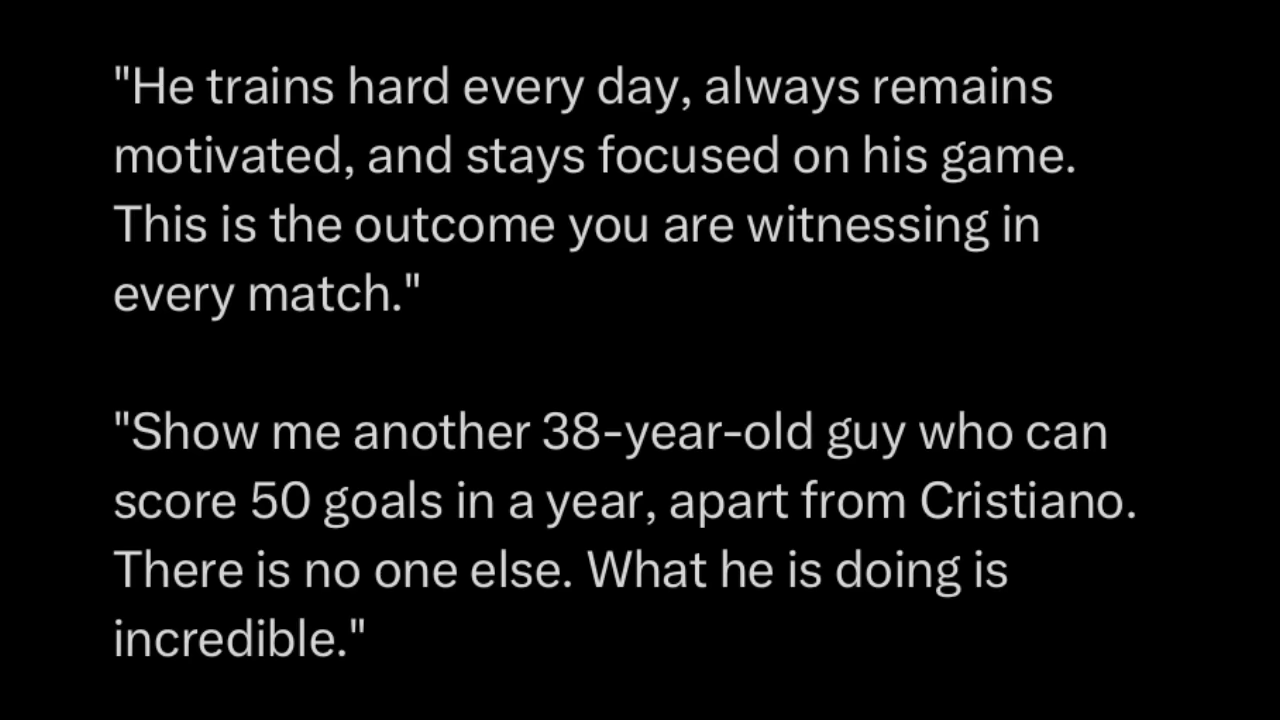 "He trains hard every day, always remains
motivated, and stays focused on his game.
This is the outcome you are witnessing in
every match."
"Show me another 38-year-old guy who can
score 50 goals in a year, apart from Cristiano.
There is no one else. What he is doing is
incredible."